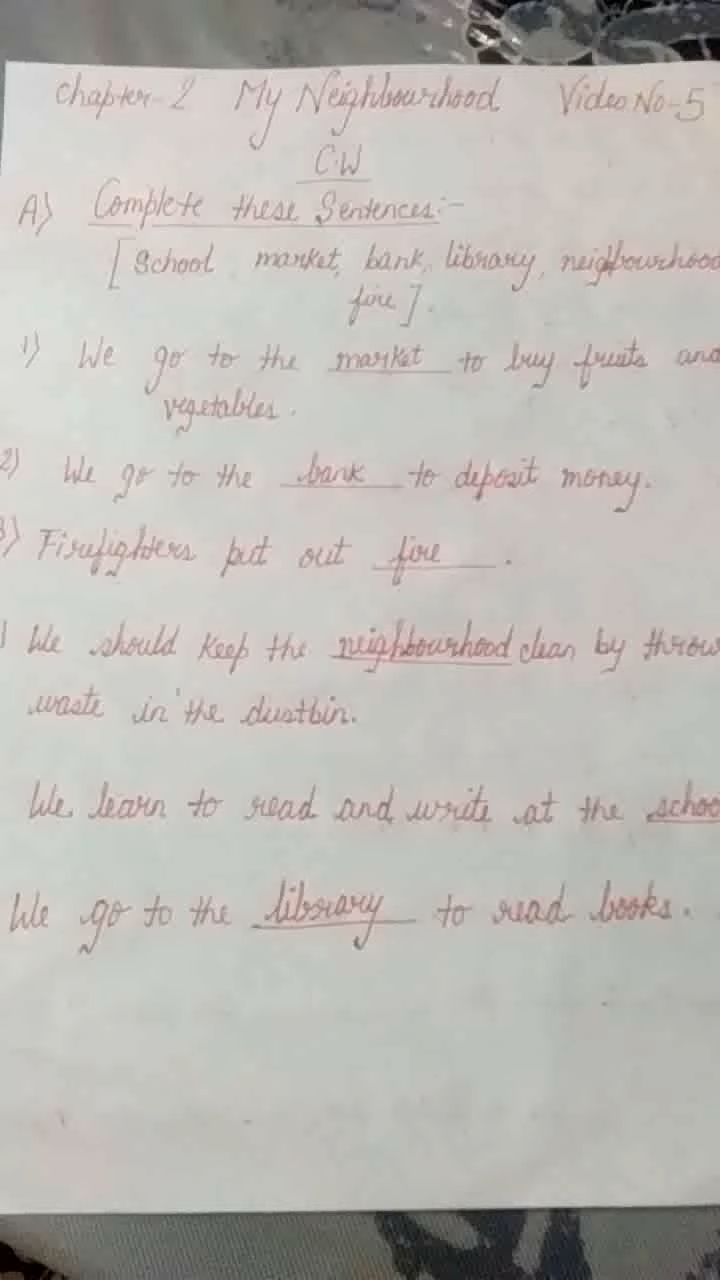 Chapter-2 My Neighbourhood Video No-5
C.W
A) Complete these Sentences:-
[School market, bank, library, neighbourhood
fire].
1) We go to the market to buy fruits and
vegetables.
2) We go to the bank to deposit money.
3) Firefighters put out fire.
) We should keep the neighbourhood clean by throw
waste in the dustbin.
We learn to read and write at the schoo
We go to the library to read books.